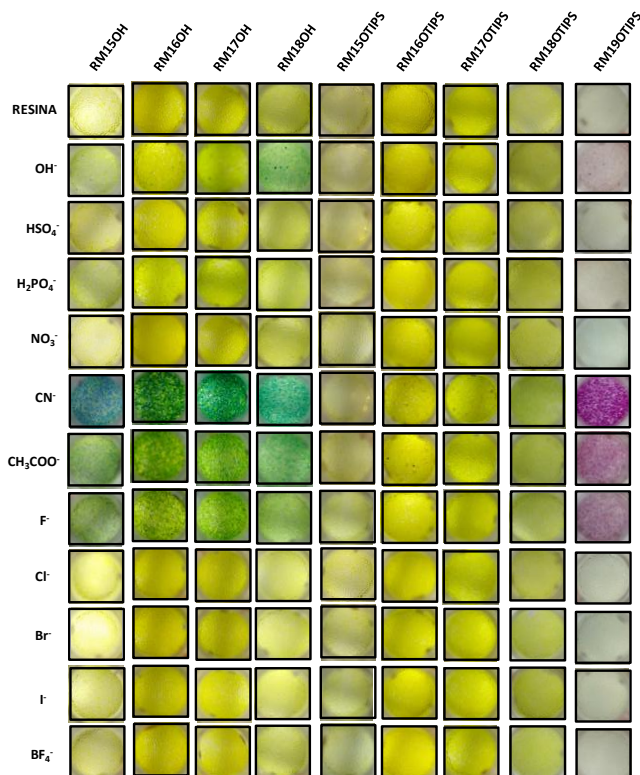 RM15OH RM16OH RM17OH RM18OH RM15OTIPS RM16OTIPS RM17OTIPS RM18OTIPS RM19OTIPS
RESINA
OH⁻
HSO₄⁻
H₂PO₄⁻
NO₃⁻
CN⁻
CH₃COO⁻
F⁻
Cl⁻
Br⁻
I⁻
BF₄⁻